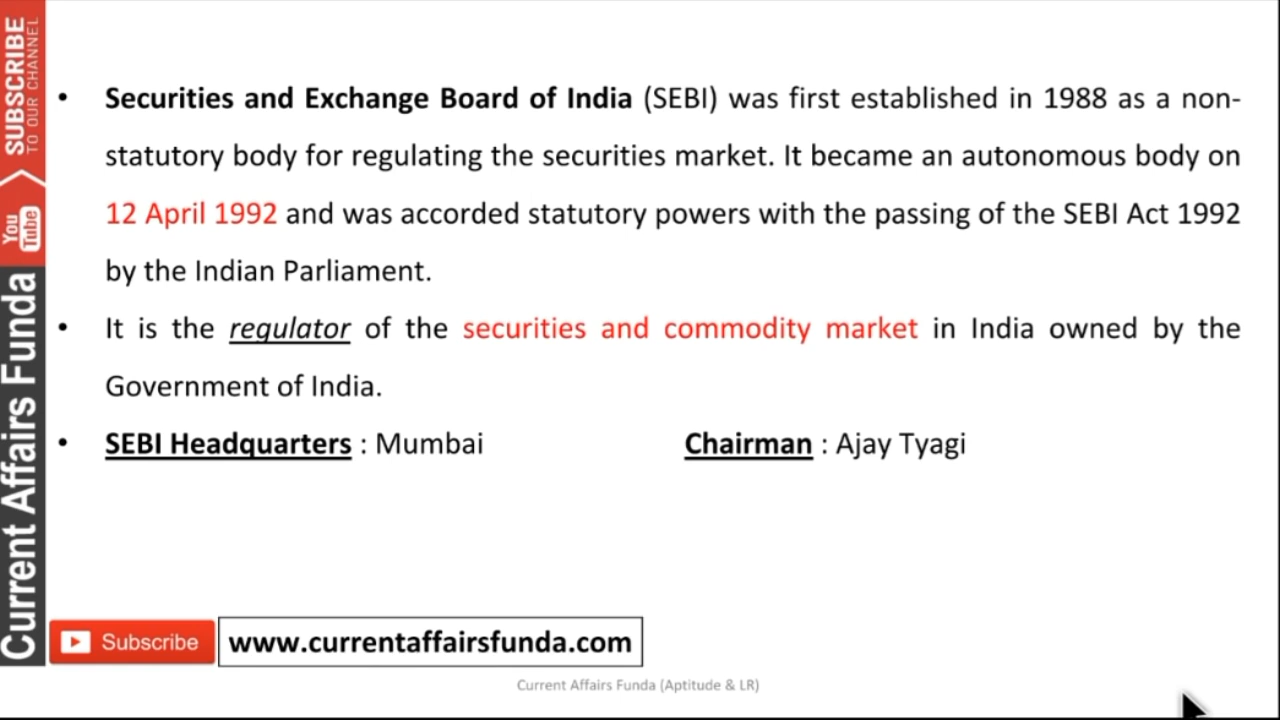 SUBSCRIBE
TO OUR CHANNEL
You
Tube
Current Affairs Funda
• Securities and Exchange Board of India (SEBI) was first established in 1988 as a non-
statutory body for regulating the securities market. It became an autonomous body on
12 April 1992 and was accorded statutory powers with the passing of the SEBI Act 1992
by the Indian Parliament.
• It is the regulator of the securities and commodity market in India owned by the
Government of India.
• SEBI Headquarters : Mumbai Chairman : Ajay Tyagi
Subscribe www.currentaffairsfunda.com
Current Affairs Funda (Aptitude & LR)